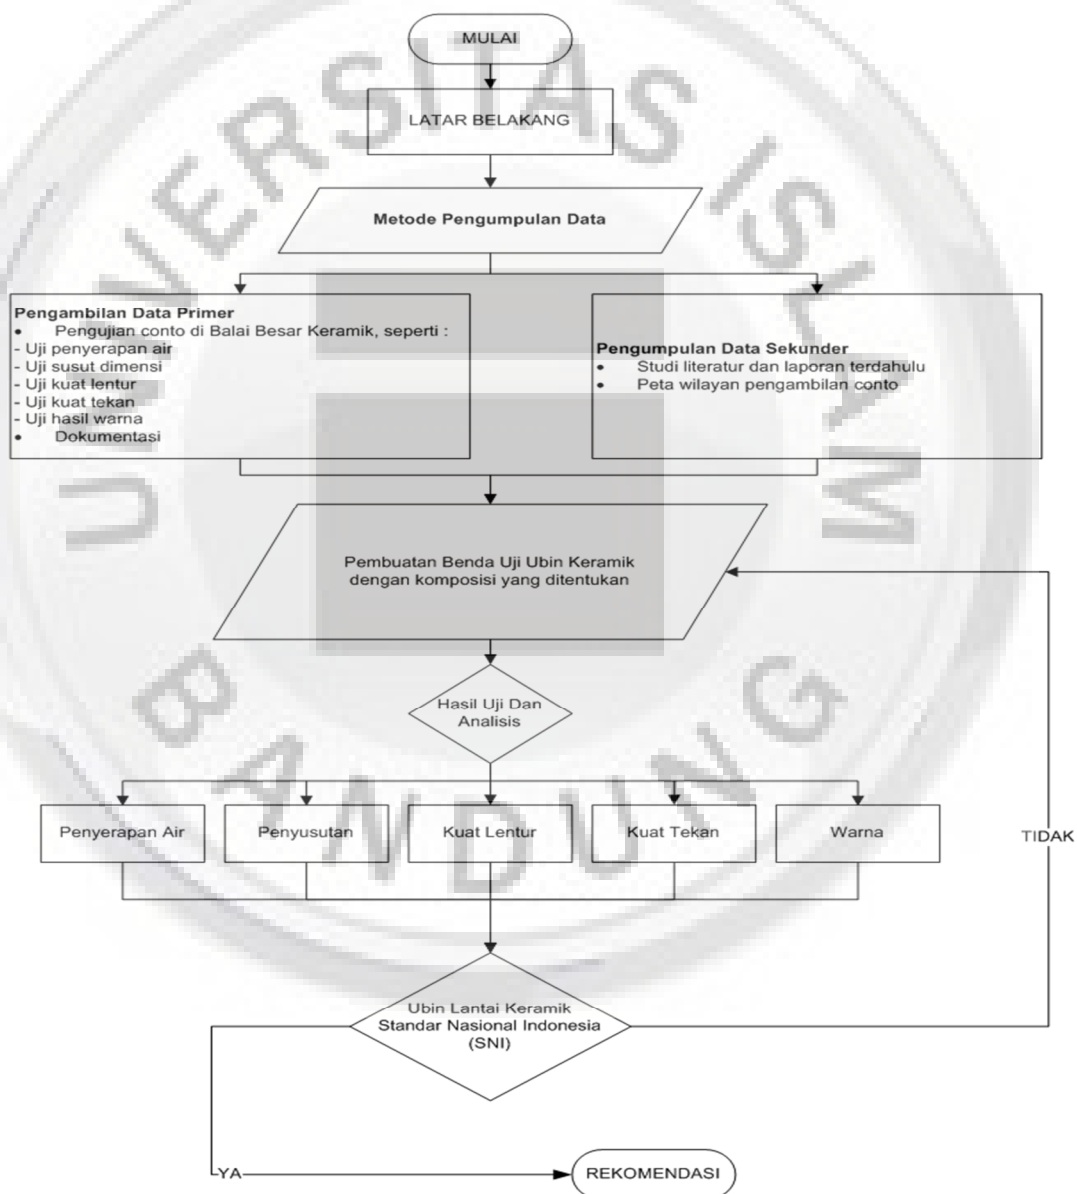 MULAI
LATAR BELAKANG
Metode Pengumpulan Data
Pengambilan Data Primer
• Pengujian conto di Balai Besar Keramik, seperti :
- Uji penyerapan air
- Uji susut dimensi
- Uji kuat lentur
- Uji kuat tekan
- Uji hasil warna
• Dokumentasi
Pengumpulan Data Sekunder
• Studi literatur dan laporan terdahulu
• Peta wilayan pengambilan conto
Pembuatan Benda Uji Ubin Keramik
dengan komposisi yang ditentukan
Hasil Uji Dan
Analisis
Penyerapan Air
Penyusutan
Kuat Lentur
Kuat Tekan
Warna
TIDAK
Ubin Lantai Keramik
Standar Nasional Indonesia
(SNI)
YA
REKOMENDASI
UNIVERSITAS ISLAM
BANDUNG